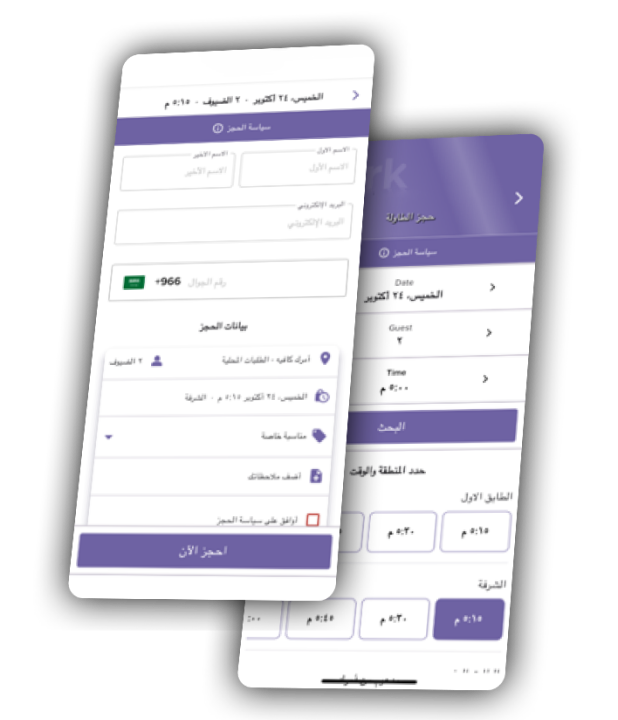 الخميس، ٢٤ أكتوبر - ٢ الضيوف - ٥:١٥ م
سياسة الحجز
الاسم الأول
الاسم الأخير
الاسم الأول
الاسم الأخير
البريد الإلكتروني
البريد الإلكتروني
+966
رقم الجوال
بيانات الحجز
أمرك كافيه - الطلبات المحلية
٢ الضيوف
الخميس، ٢٤ أكتوبر ٥:١٥ م - الشرفة
مناسبة خاصة
أضف ملاحظاتك
أوافق على سياسة الحجز
احجز الآن
rk
حجز الطاولة
سياسة الحجز
Date
الخميس، ٢٤ أكتوبر
Guest
٢
Time
٥:٠٠ م
البحث
حدد المنطقة والوقت
الطابق الاول
٥:١٥ م
٥:٣٠ م
الشرفة
٥:١٥ م
٥:٣٠ م
٥:٤٥ م
:٠٠